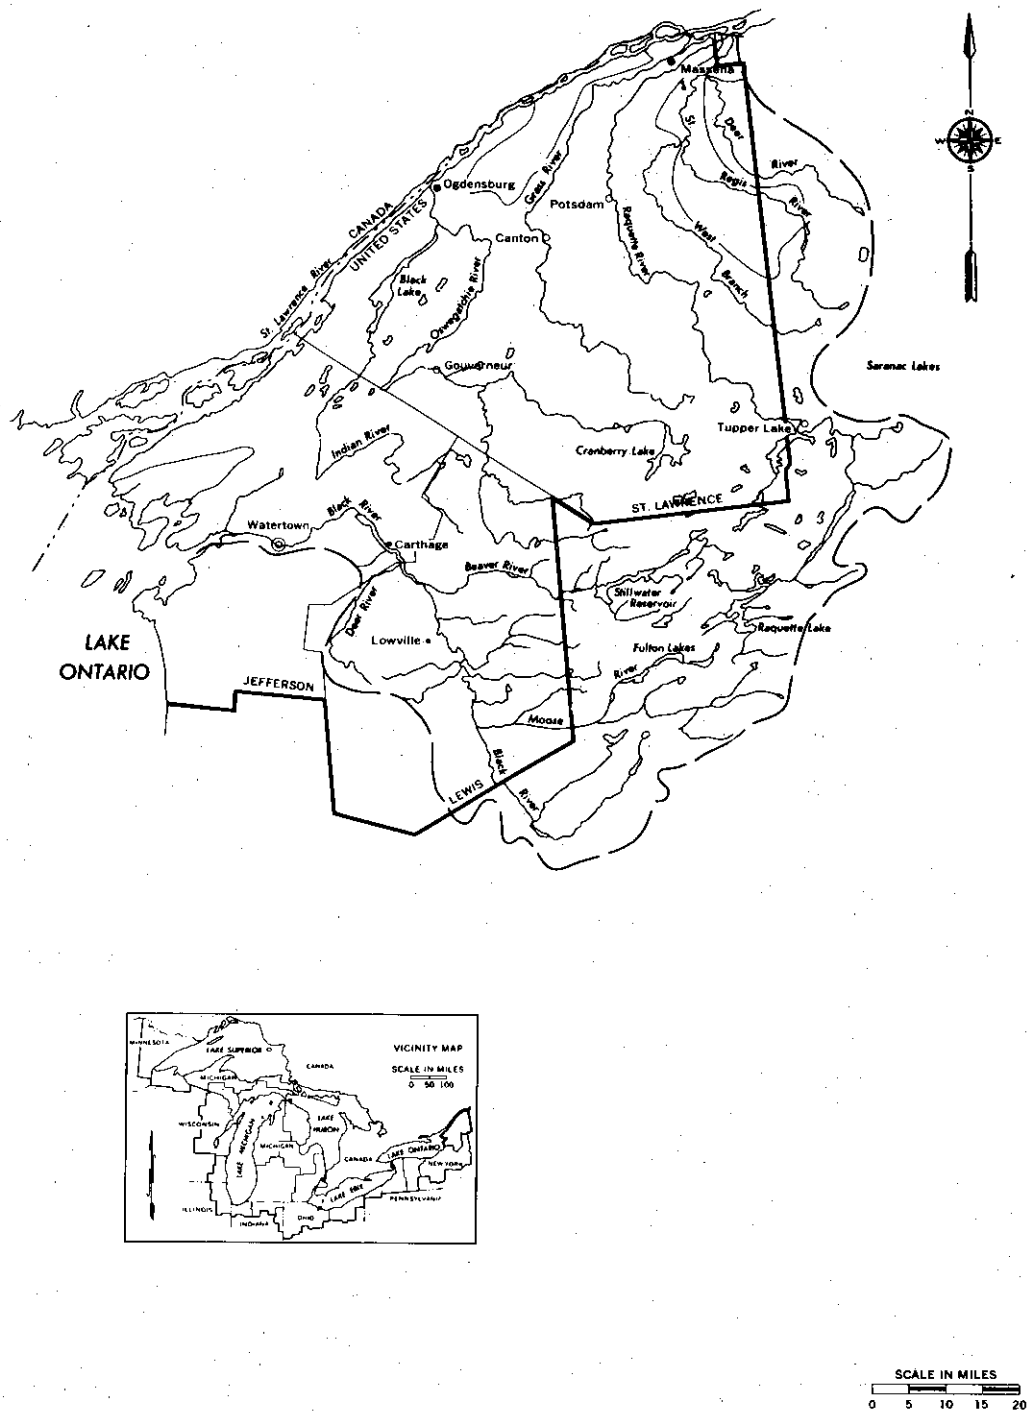 N
W
E
S
Massena
St.
Deer
River
Regis
River
Grass River
Ogdensburg
Potsdam
CANADA
UNITED STATES
Raquette River
West
Branch
Canton
Black
Lake
Oswegatchie River
St. Lawrence River
Gouverneur
Saranac Lakes
Tupper Lake
Indian River
Cranberry Lake
ST. LAWRENCE
Black
River
Watertown
Carthage
Beaver River
Deer River
Stillwater
Reservoir
Raquette Lake
LAKE
ONTARIO
Lowville
Fulton Lakes
River
JEFFERSON
Moose
Black
River
LEWIS
MINNESOTA
LAKE SUPERIOR
VICINITY MAP
CANADA
SCALE IN MILES
0 50 100
MICHIGAN
WISCONSIN
LAKE MICHIGAN
LAKE
HURON
MICHIGAN
CANADA
LAKE ONTARIO
NEW YORK
LAKE ERIE
PENNSYLVANIA
ILLINOIS
INDIANA
OHIO
SCALE IN MILES
0 5 10 15 20